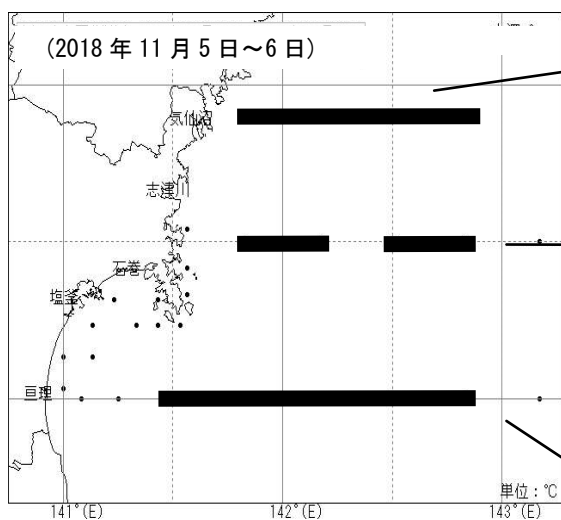 (2018 年 11 月 5 日～6 日)
気仙沼
志津川
石巻
塩釜
亘理
単位：℃
141°(E)
142°(E)
143°(E)